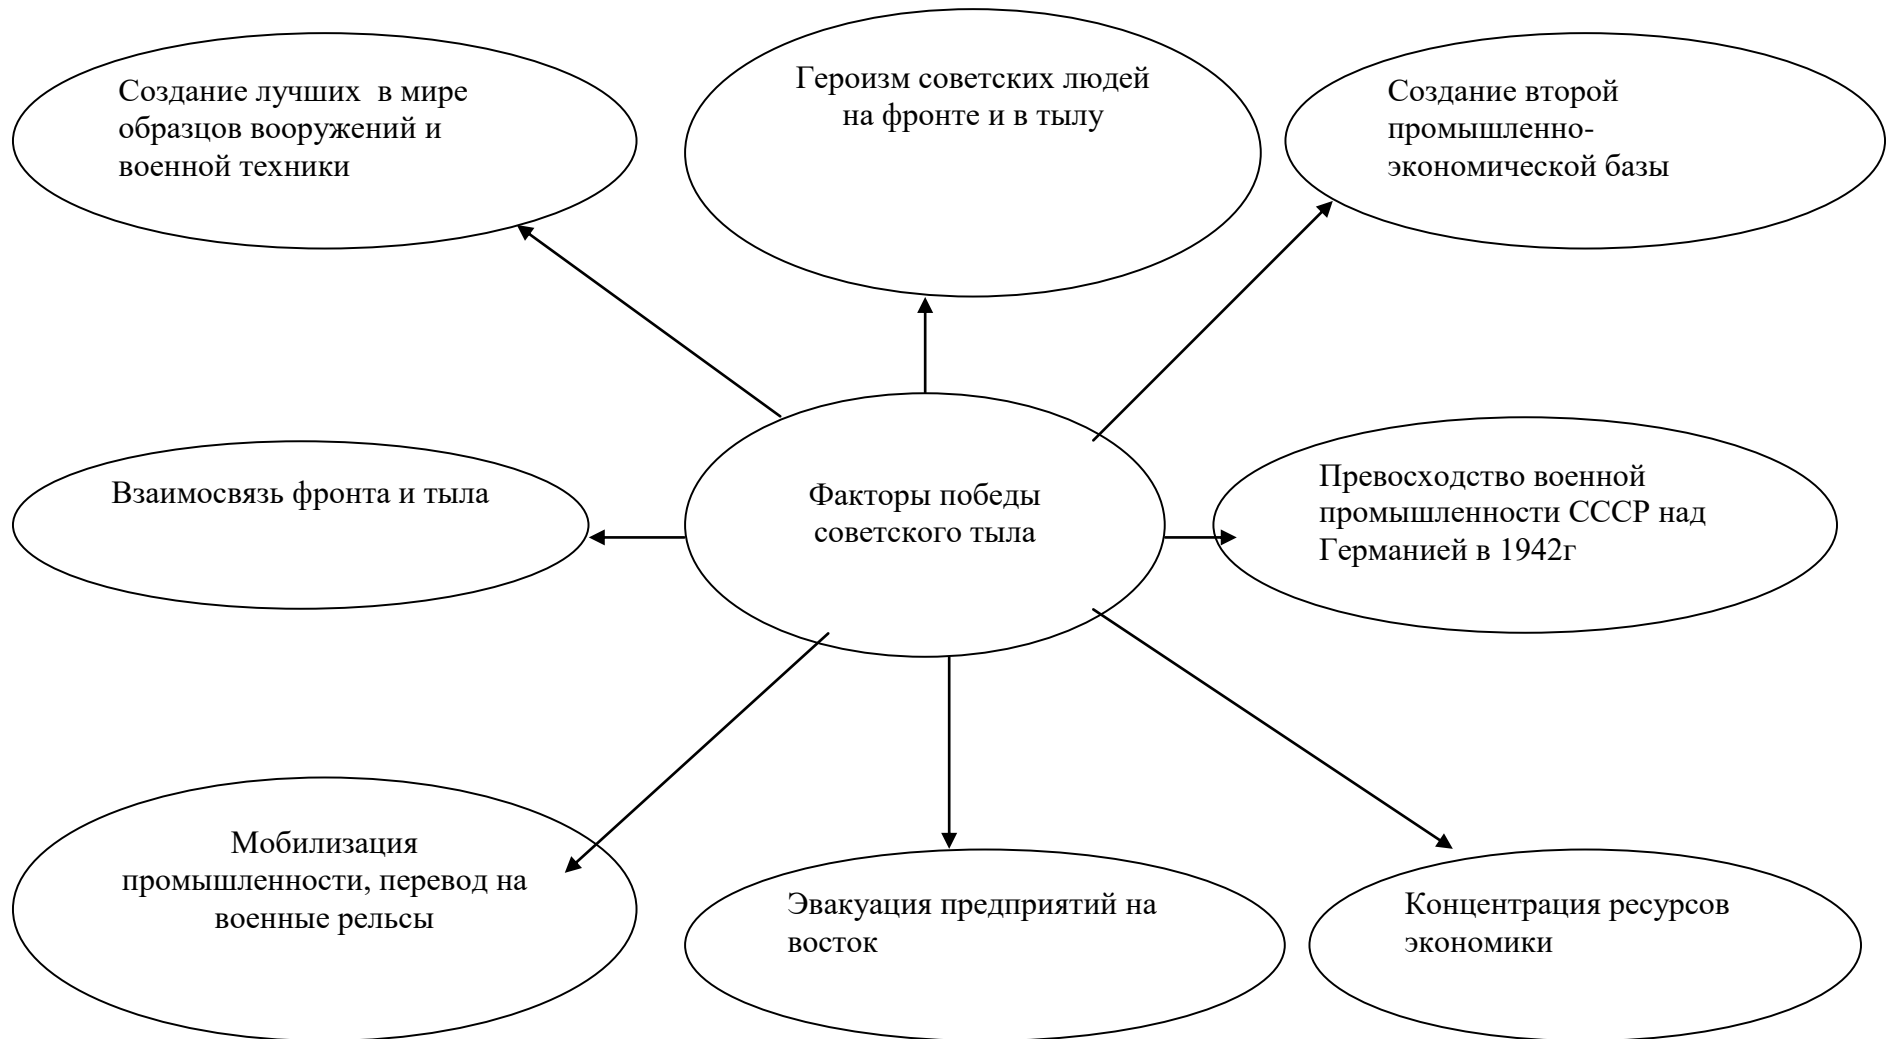 Создание лучших  в мире
образцов вооружений и
военной техники
Героизм советских людей
на фронте и в тылу
Создание второй
промышленно-
экономической базы
Взаимосвязь фронта и тыла
Факторы победы
советского тыла
Превосходство военной
промышленности СССР над
Германией в 1942г
Мобилизация
промышленности, перевод на
военные рельсы
Эвакуация предприятий на
восток
Концентрация ресурсов
экономики